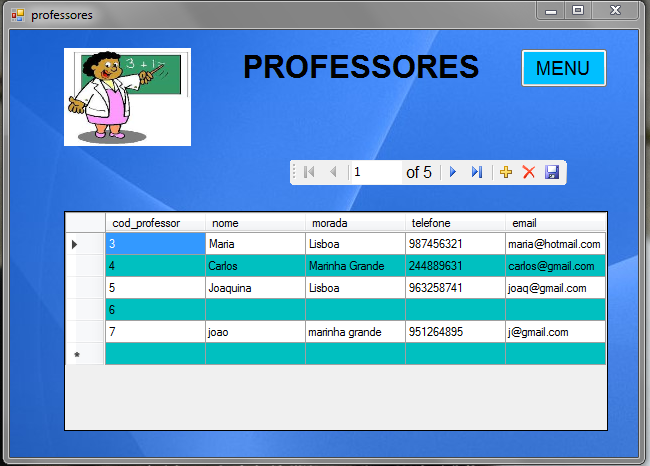 professores
3 + 1 -
PROFESSORES
MENU
1 of 5
cod_professor nome morada telefone email
3 Maria Lisboa 987456321 maria@hotmail.com
4 Carlos Marinha Grande 244889631 carlos@gmail.com
5 Joaquina Lisboa 963258741 joaq@gmail.com
6
7 joao marinha grande 951264895 j@gmail.com
*